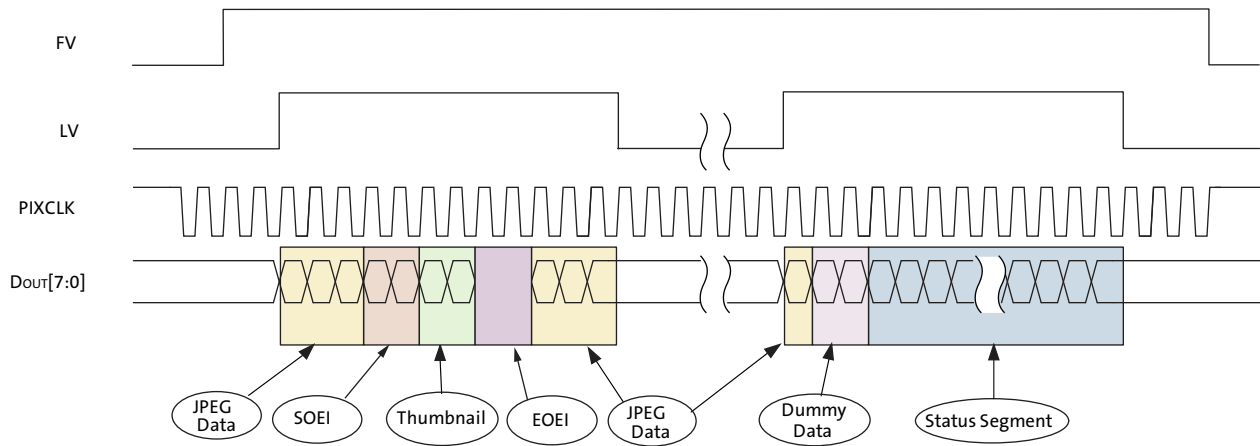 FV
LV
PIXCLK
DOUT[7:0]
JPEG
Data
SOEI
Thumbnail
EOEI
JPEG
Data
Dummy
Data
Status Segment